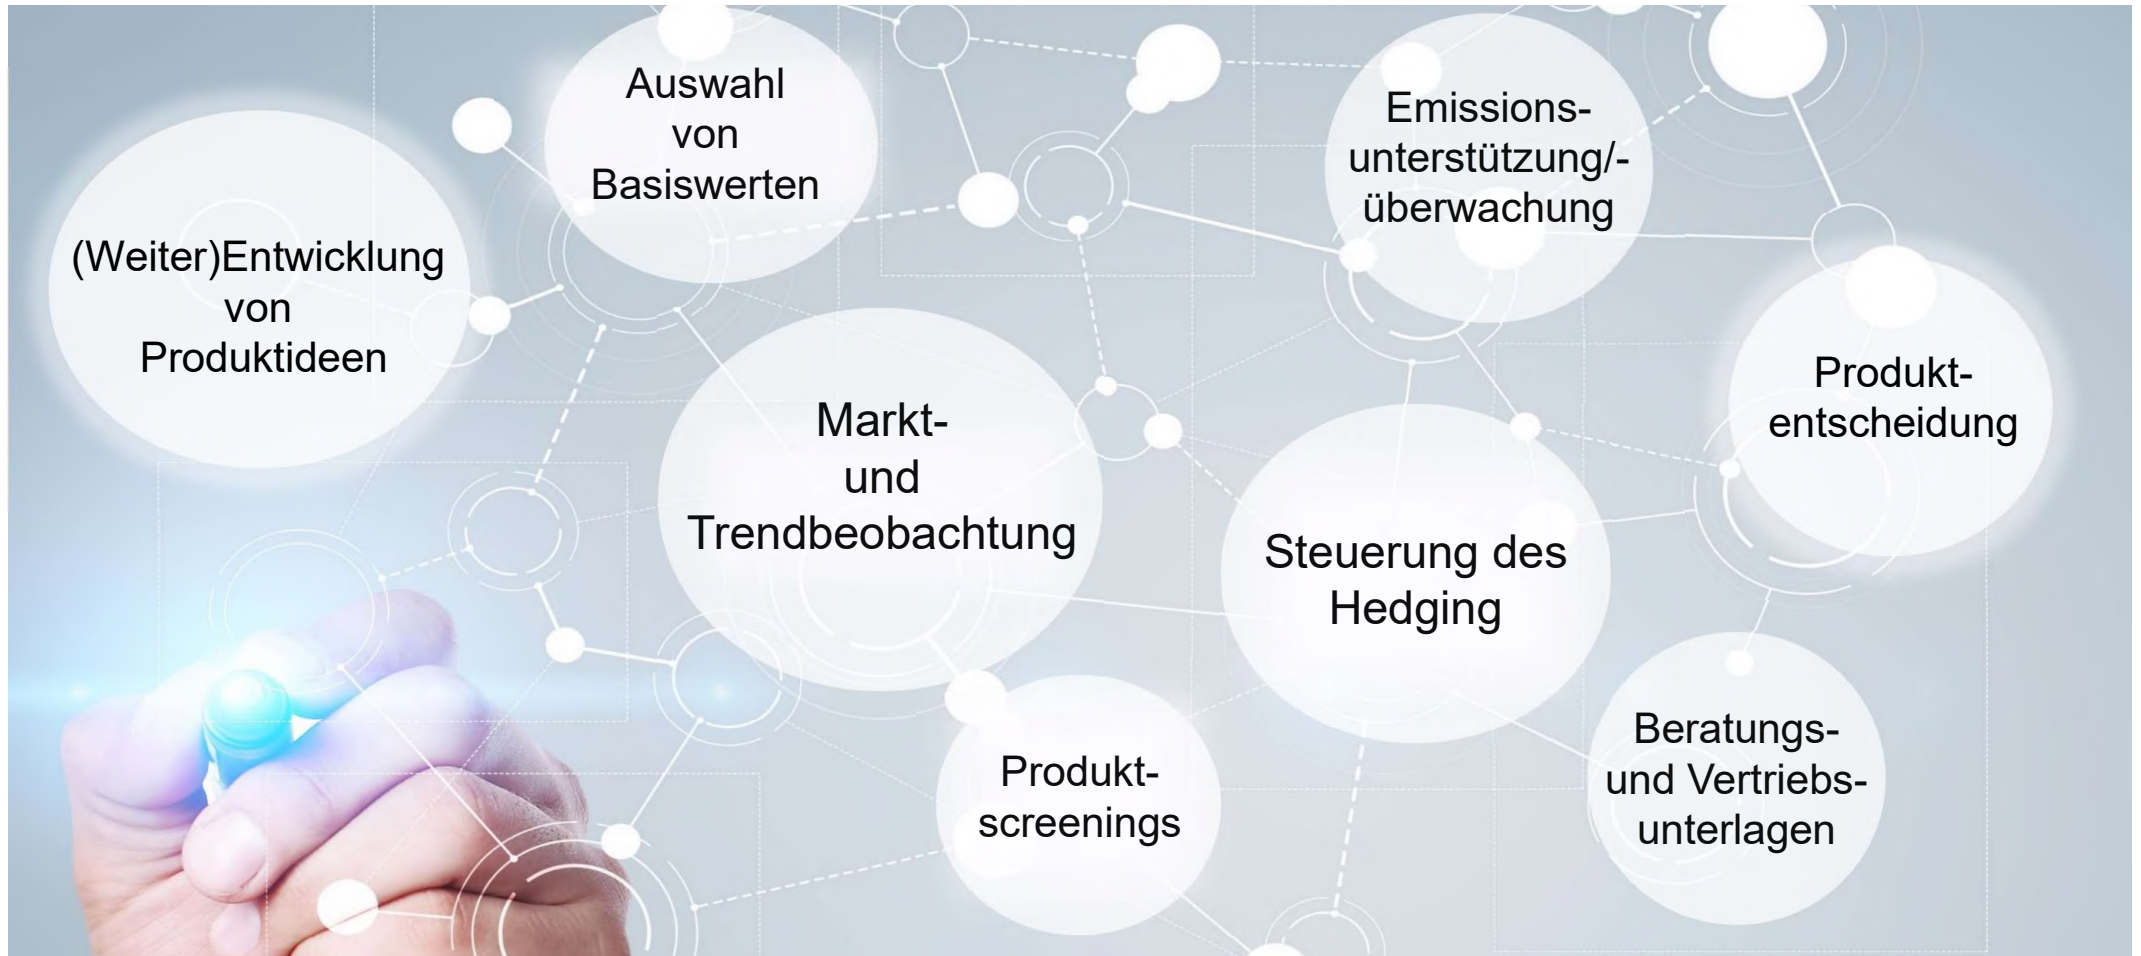 (Weiter)Entwicklung
von
Produktideen
Auswahl
von
Basiswerten
Markt-
und
Trendbeobachtung
Produkt-
screenings
Emissions-
unterstützung/-
überwachung
Steuerung des
Hedging
Produkt-
entscheidung
Beratungs-
und Vertriebs-
unterlagen